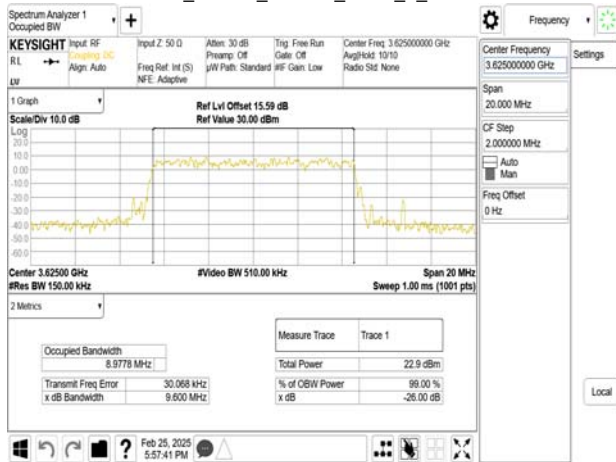 Spectrum Analyzer 1
Occupied BW
Frequency
KEYSIGHT
Input: RF
Coupling: DC
Align: Auto
Input Z: 50 Ω
Freq Ref: Int (S)
NFE: Adaptive
Atten: 30 dB
Preamp: Off
µW Path: Standard
Trig: Free Run
Gate: Off
#IF Gain: Low
Center Freq: 3.625000000 GHz
Avg|Hold: 10/10
Radio Std: None
RL
Center Frequency
3.625000000 GHz
Settings
Span
20.000 MHz
CF Step
2.000000 MHz
Auto
Man
Freq Offset
0 Hz
Local
1 Graph
Scale/Div 10.0 dB
Ref Lvl Offset 15.59 dB
Ref Value 30.00 dBm
Log
20.0
10.0
0.00
-10.0
-20.0
-30.0
-40.0
-50.0
-60.0
Center 3.62500 GHz
#Res BW 150.00 kHz
#Video BW 510.00 kHz
Span 20 MHz
Sweep 1.00 ms (1001 pts)
2 Metrics
Measure Trace Trace 1
Occupied Bandwidth
8.9778 MHz
Total Power 22.9 dBm
Transmit Freq Error 30.068 kHz
% of OBW Power 99.00 %
x dB Bandwidth 9.600 MHz
x dB -26.00 dB
Feb 25, 2025
5:57:41 PM